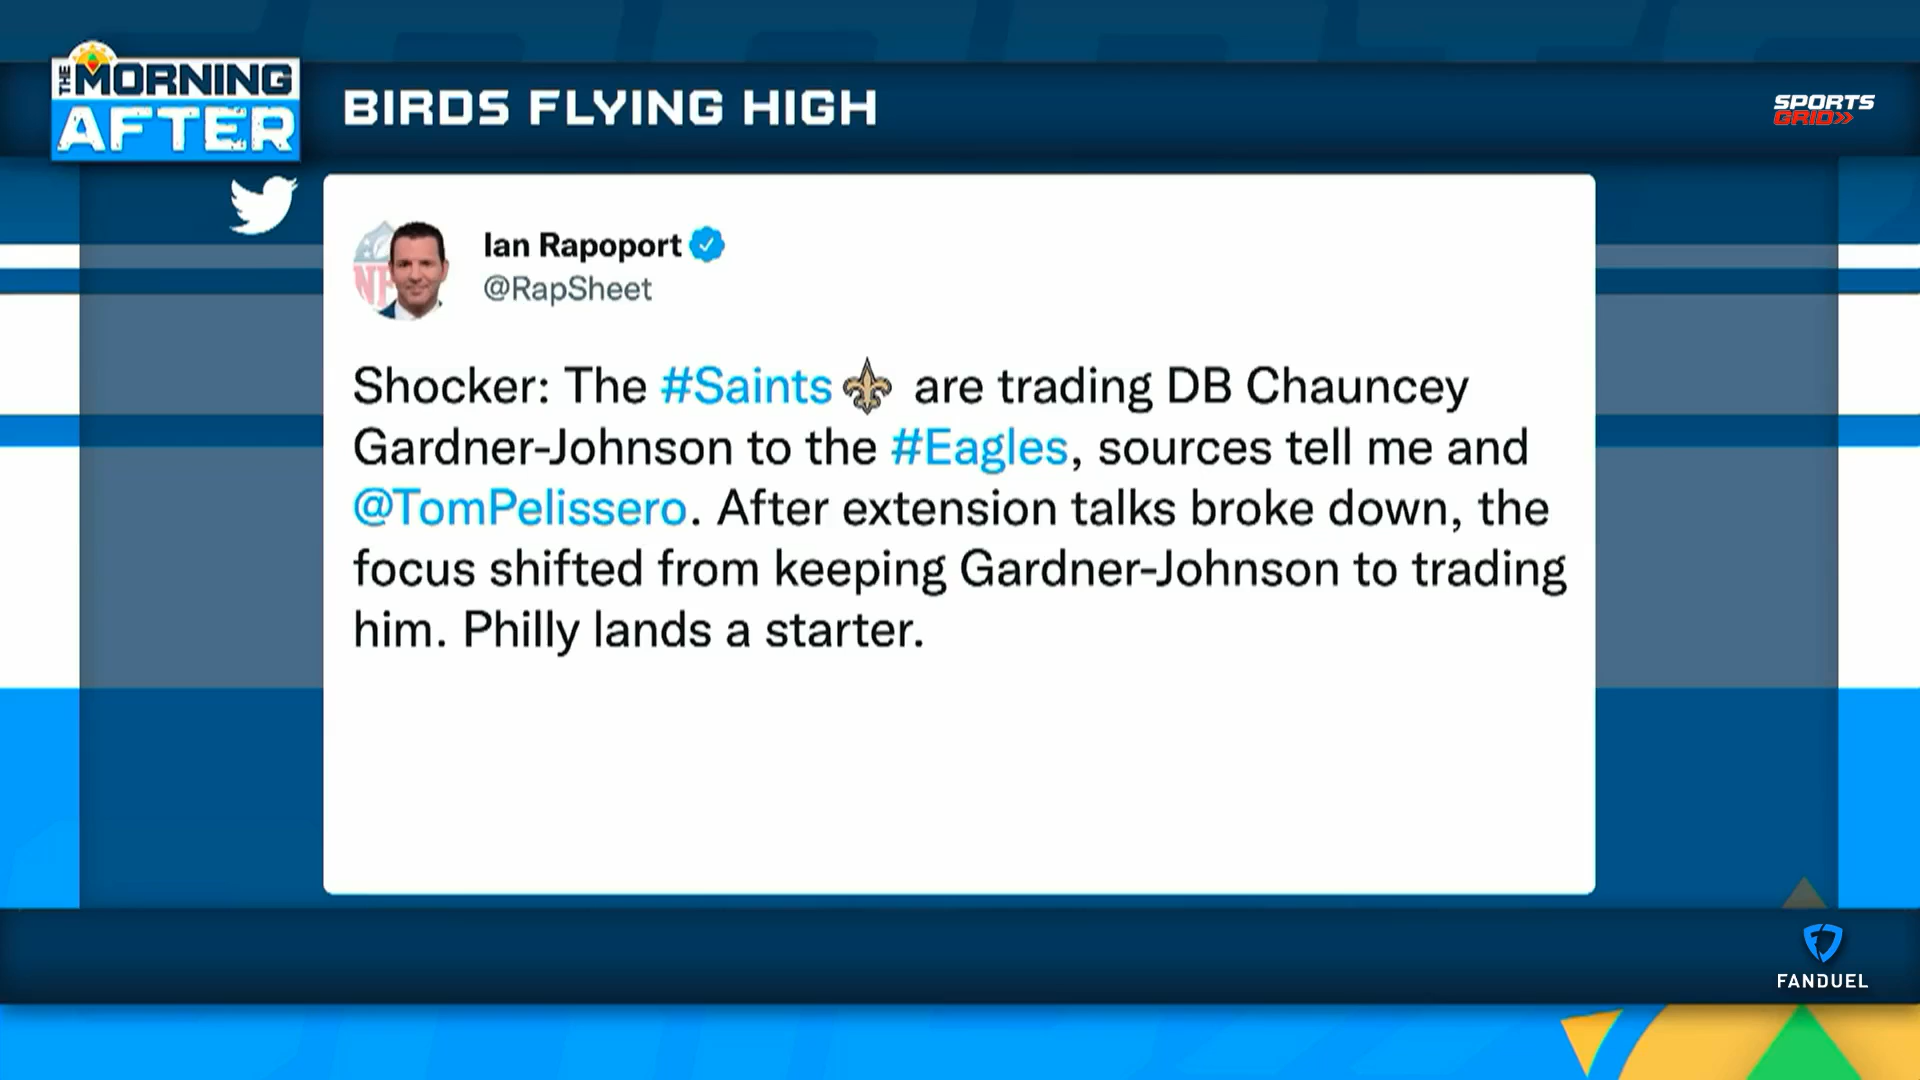 THE MORNING
AFTER
BIRDS FLYING HIGH
SPORTS
GRID
Ian Rapoport
@RapSheet
Shocker: The #Saints are trading DB Chauncey
Gardner-Johnson to the #Eagles, sources tell me and
@TomPelissero. After extension talks broke down, the
focus shifted from keeping Gardner-Johnson to trading
him. Philly lands a starter.
FANDUEL